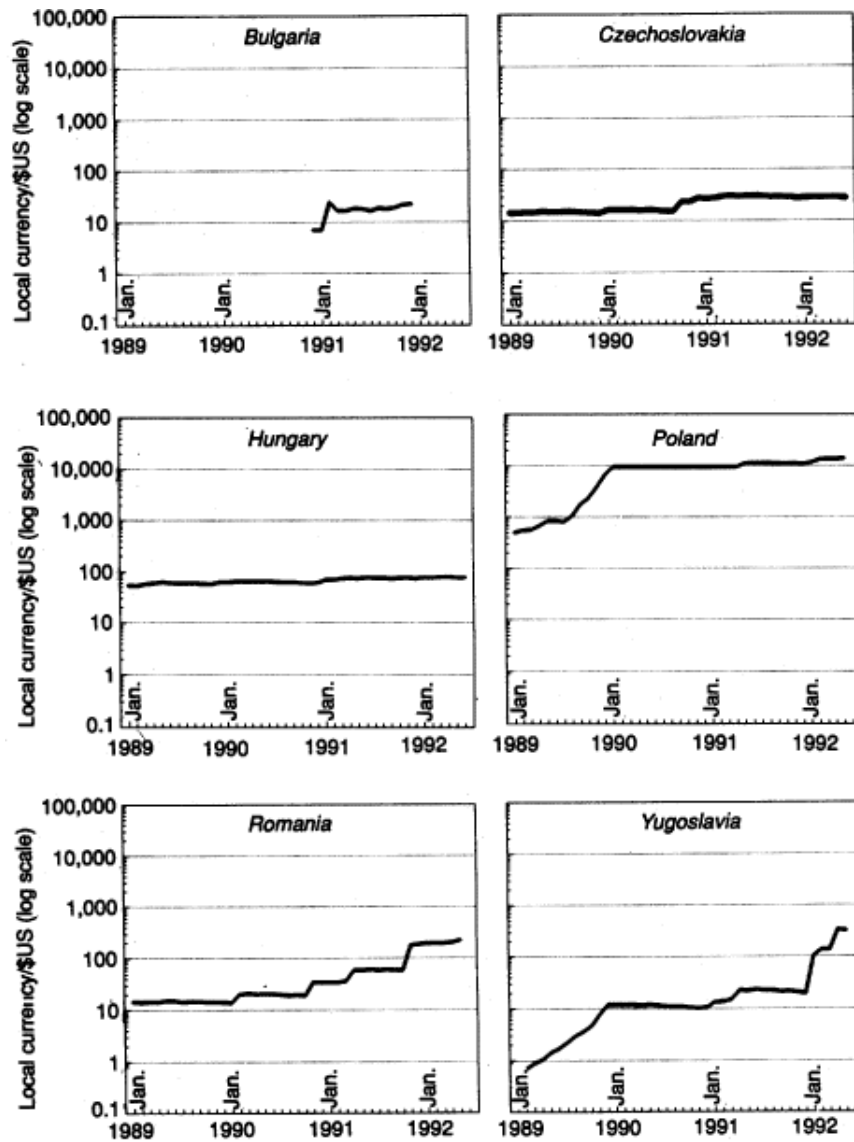 Bulgaria
Local currency/$US (log scale)
100,000
10,000
1,000
100
10
1
0.1
Jan. Jan. Jan. Jan.
1989 1990 1991 1992
Czechoslovakia
Jan. Jan. Jan. Jan.
1989 1990 1991 1992
Hungary
Local currency/$US (log scale)
100,000
10,000
1,000
100
10
1
0.1
Jan. Jan. Jan. Jan.
1989 1990 1991 1992
Poland
Jan. Jan. Jan. Jan.
1989 1990 1991 1992
Romania
Local currency/$US (log scale)
100,000
10,000
1,000
100
10
1
0.1
Jan. Jan. Jan. Jan.
1989 1990 1991 1992
Yugoslavia
Jan. Jan. Jan. Jan.
1989 1990 1991 1992